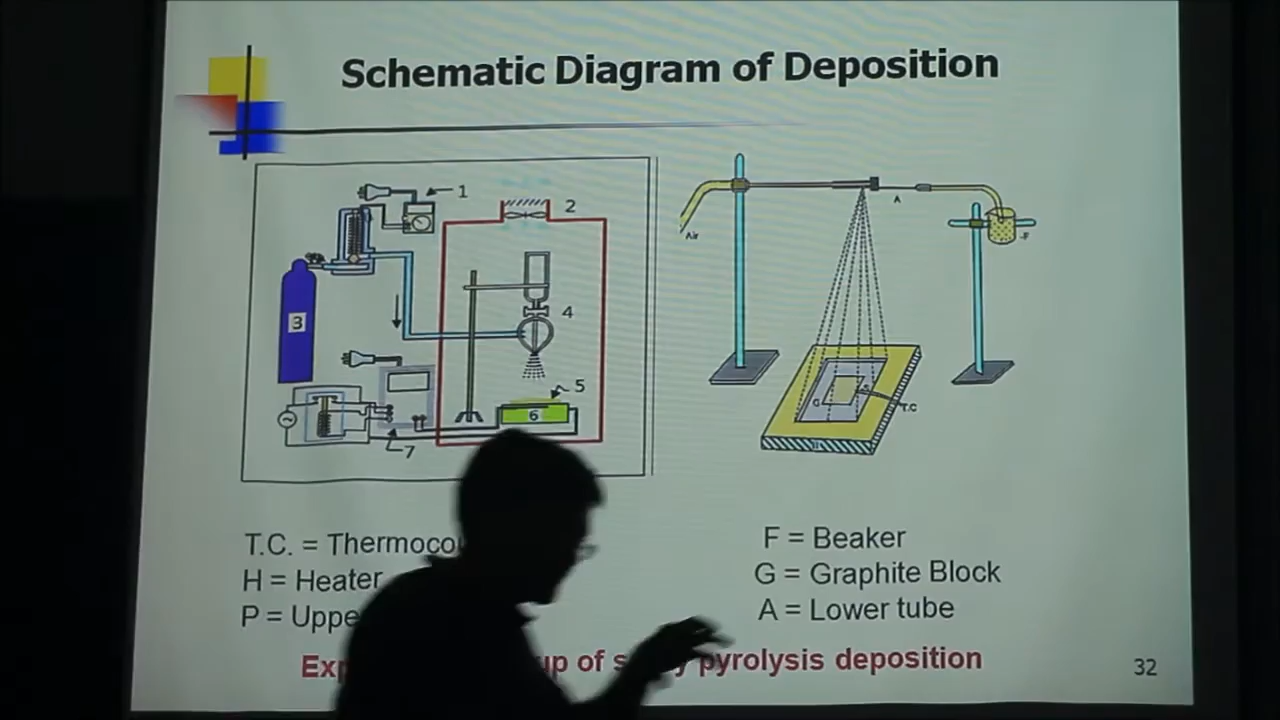 Schematic Diagram of Deposition
1
2
3
4
5
6
7
Air
A
F
G
T.C
H
T.C. = Thermoco
H = Heater
P = Uppe
F = Beaker
G = Graphite Block
A = Lower tube
Exp up of s y pyrolysis deposition
32